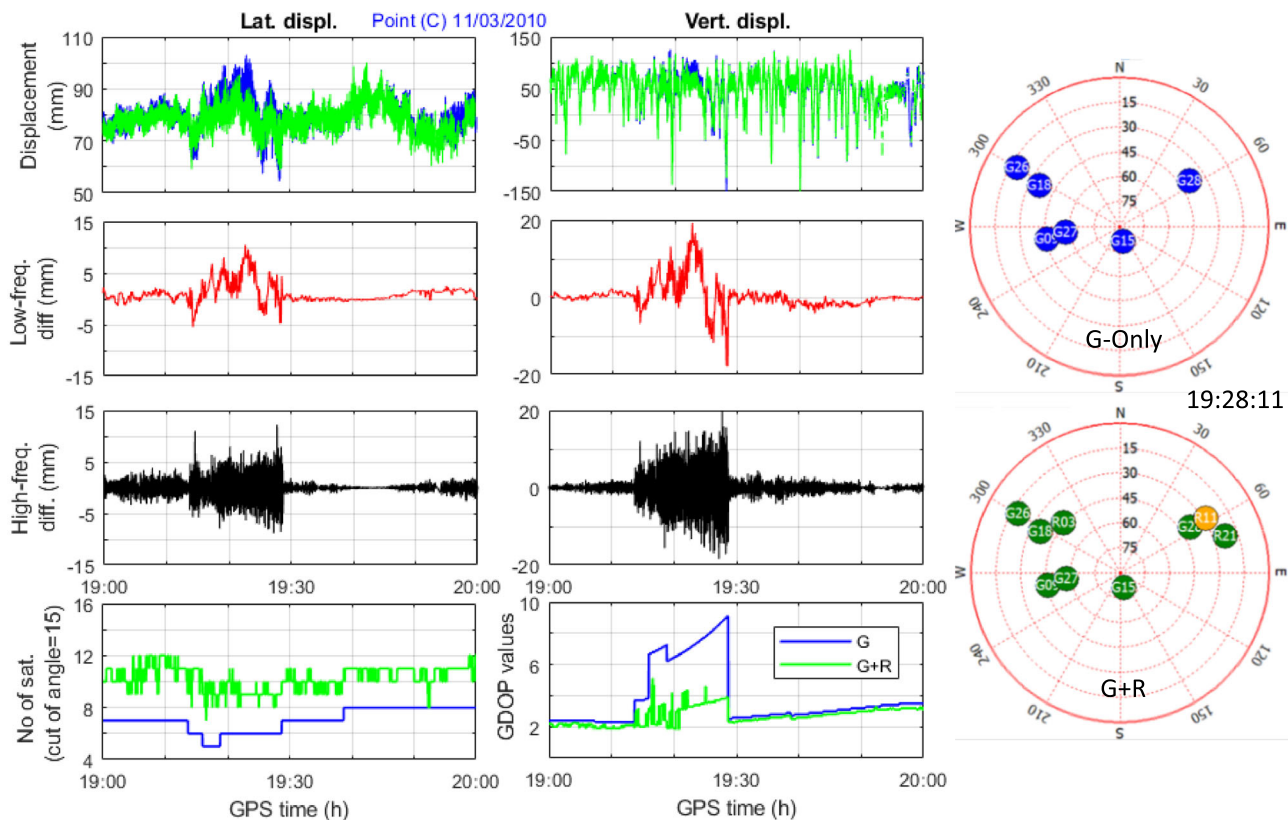 Lat. displ. Point (C) 11/03/2010 Vert. displ.
Displacement
(mm)
110
90
70
50
150
50
-50
-150
Low-freq.
diff (mm)
15
5
-5
-15
20
0
-20
High-freq.
diff. (mm)
15
5
-5
-15
20
0
-20
19:00 19:30 20:00
19:00 19:30 20:00
No of sat.
(cut of angle=15)
16
12
8
4
19:00 19:30 20:00
GPS time (h)
GDOP values
10
6
4
2
G
G+R
19:00 19:30 20:00
GPS time (h)
N
330 30
15
30
45
60
75
300 60
G26
G18
G28
W E
G09
G27
G15
240 120
G-Only
210 150
S
19:28:11
N
330 30
15
30
45
60
75
300 60
G26
G18
R03
R11
G28
R21
W E
G09
G27
G15
240 120
G+R
210 150
S